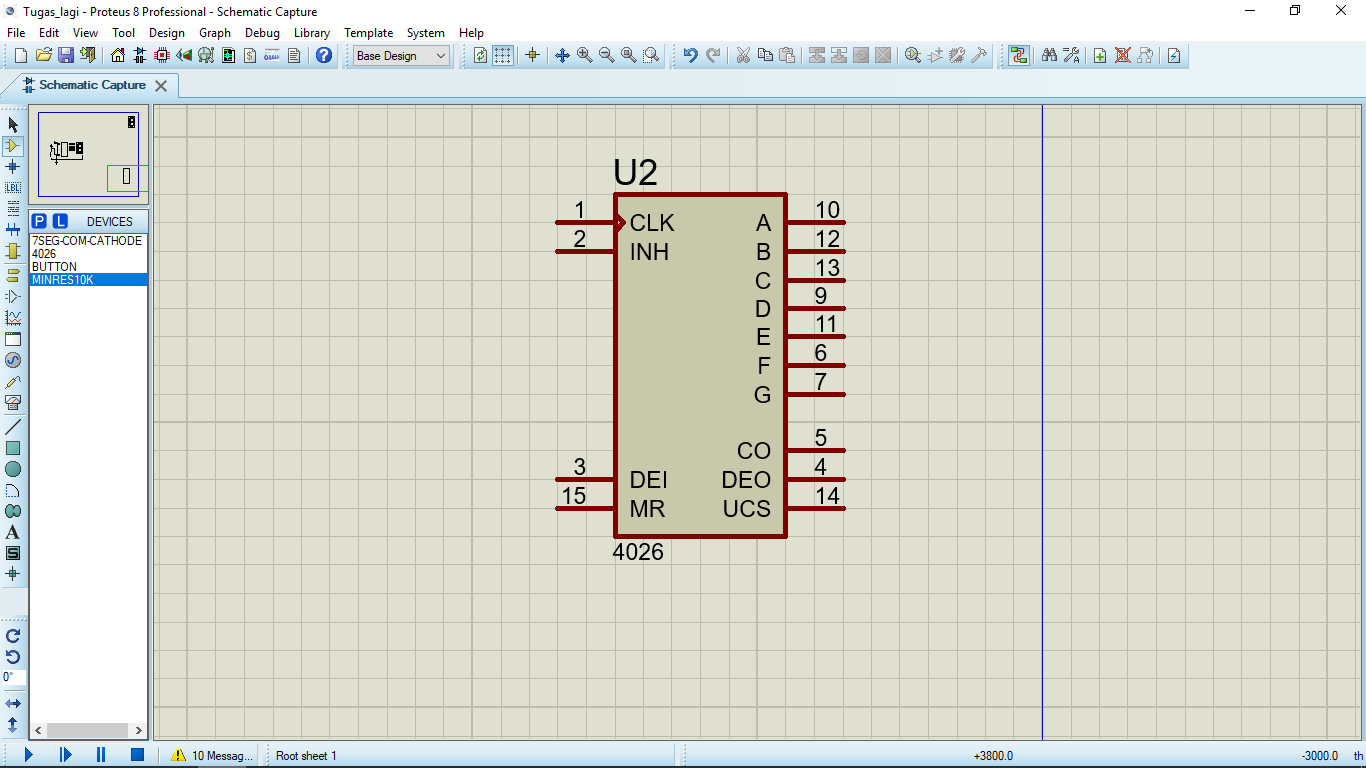 Tugas_lagi - Proteus 8 Professional - Schematic Capture
File Edit View Tool Design Graph Debug Library Template System Help
Base Design
Schematic Capture
P L DEVICES
7SEG-COM-CATHODE
4026
BUTTON
MINRES10K
U2
1 CLK A 10
2 INH B 12
C 13
D 9
E 11
F 6
G 7
CO 5
3 DEI DEO 4
15 MR UCS 14
4026
LBL
A
S
0°
10 Messag... Root sheet 1 +3800.0 -3000.0 th